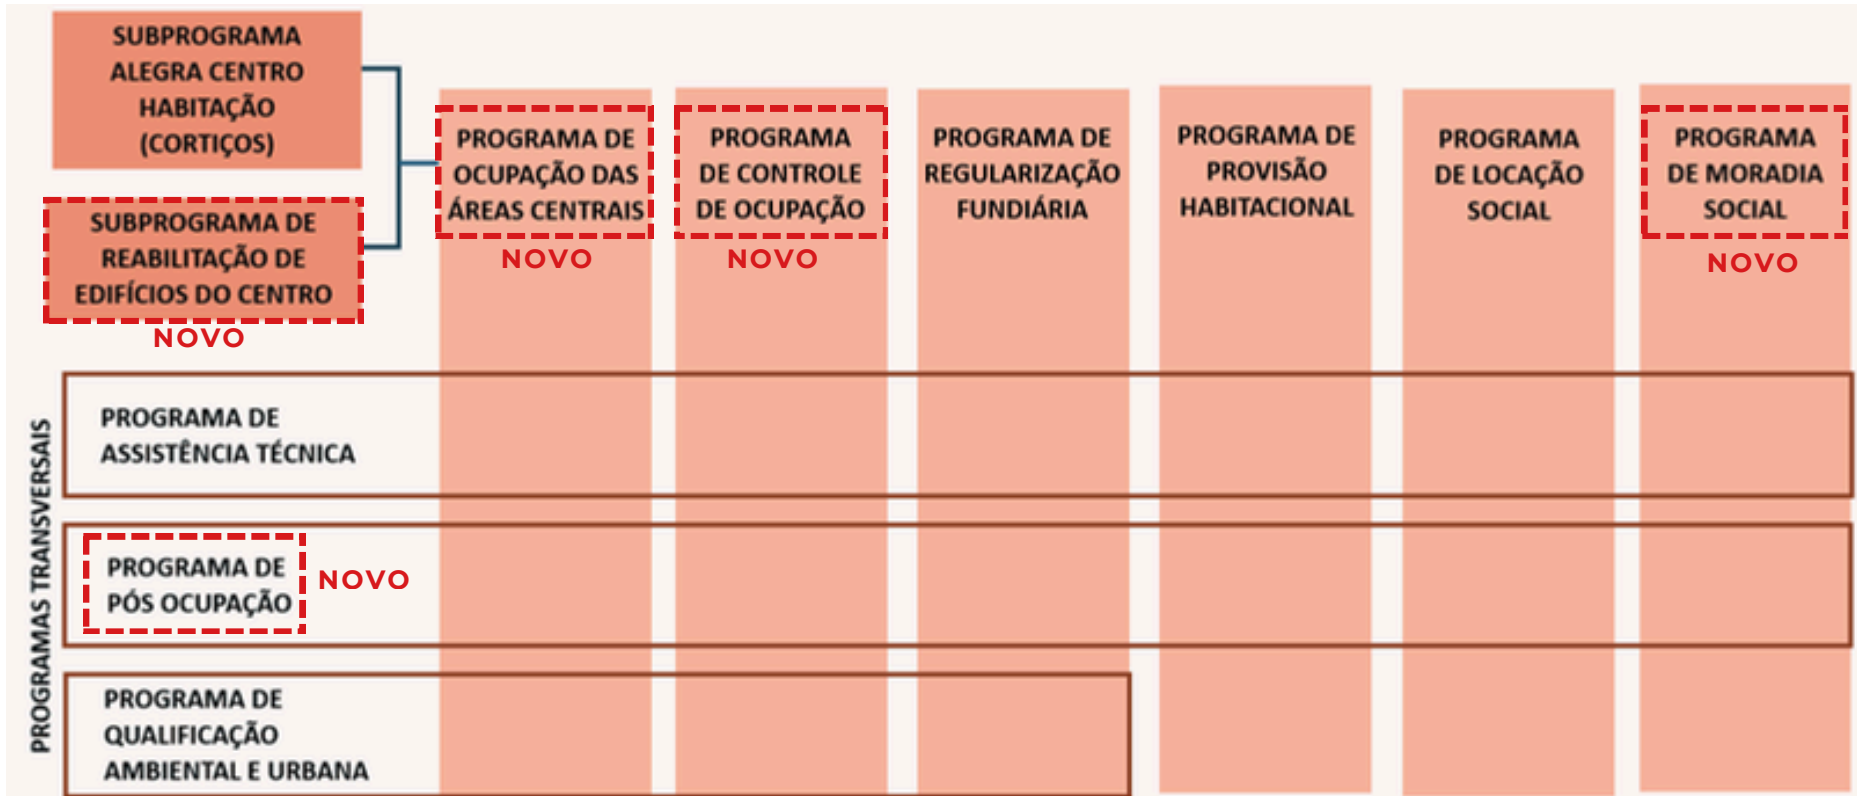 SUBPROGRAMA
ALEGRA CENTRO
HABITAÇÃO
(CORTIÇOS)
SUBPROGRAMA DE
REABILITAÇÃO DE
EDIFÍCIOS DO CENTRO
NOVO
PROGRAMA DE
OCUPAÇÃO DAS
ÁREAS CENTRAIS
NOVO
PROGRAMA
DE CONTROLE
DE OCUPAÇÃO
NOVO
PROGRAMA DE
REGULARIZAÇÃO
FUNDIÁRIA
PROGRAMA DE
PROVISÃO
HABITACIONAL
PROGRAMA
DE LOCAÇÃO
SOCIAL
PROGRAMA
DE MORADIA
SOCIAL
NOVO
PROGRAMAS TRANSVERSAIS
PROGRAMA DE
ASSISTÊNCIA TÉCNICA
PROGRAMA DE
PÓS OCUPAÇÃO
NOVO
PROGRAMA DE
QUALIFICAÇÃO
AMBIENTAL E URBANA